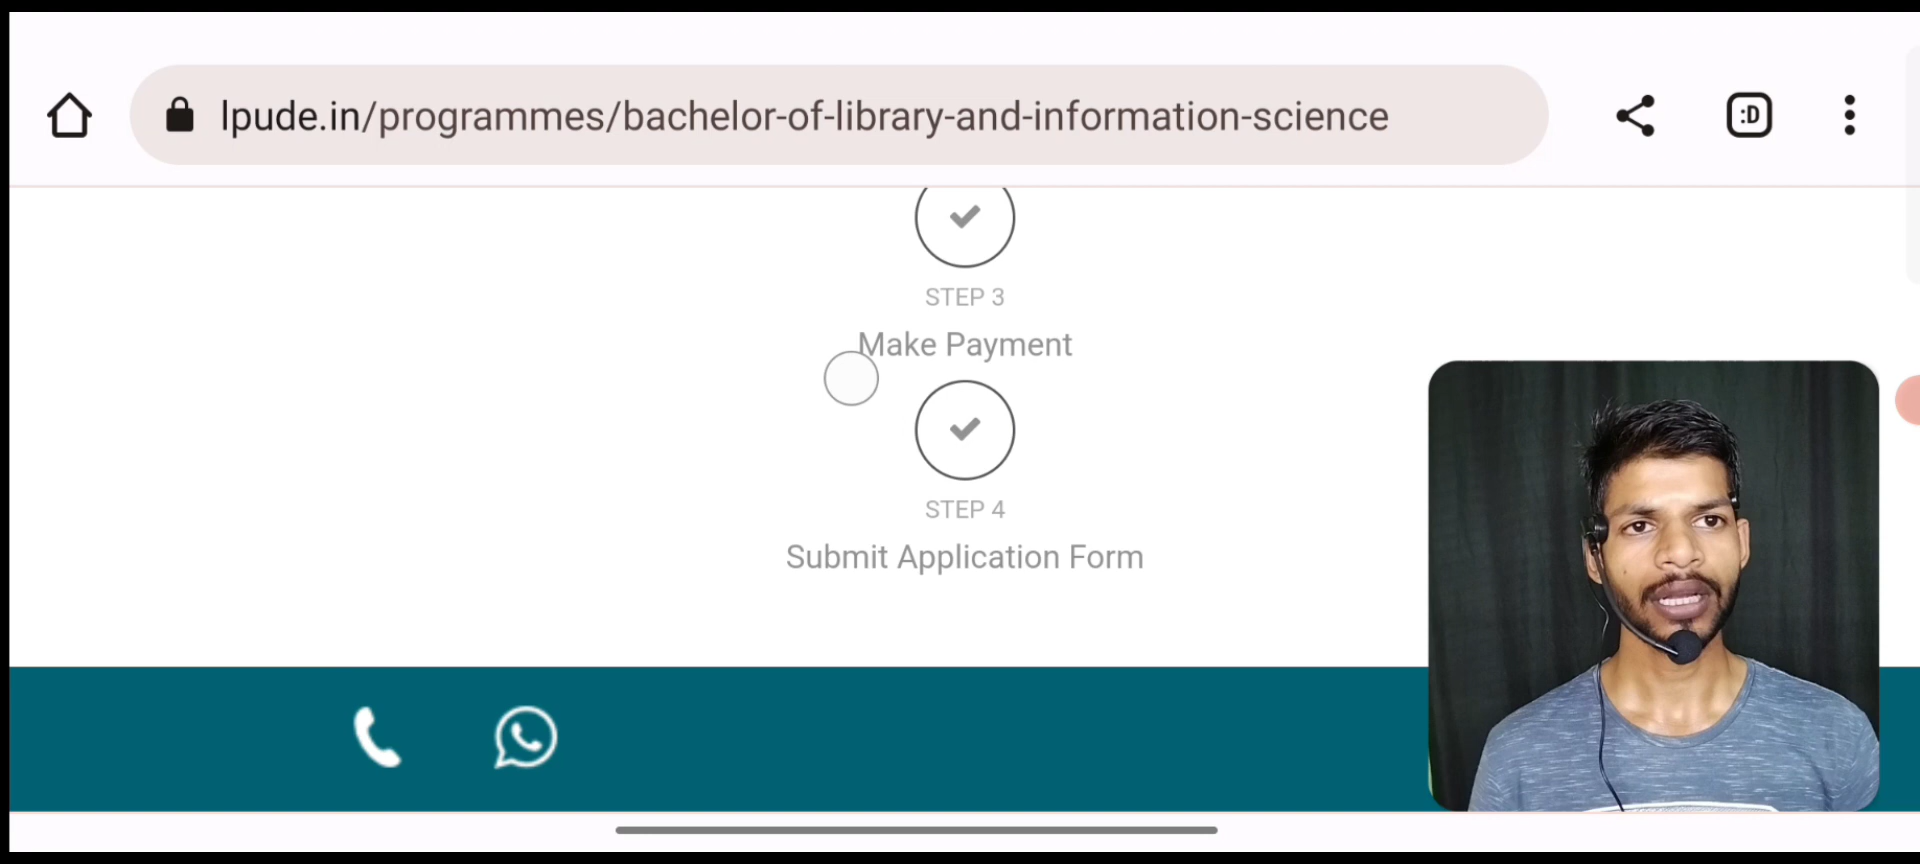 lpude.in/programmes/bachelor-of-library-and-information-science
:D
STEP 3
Make Payment
STEP 4
Submit Application Form